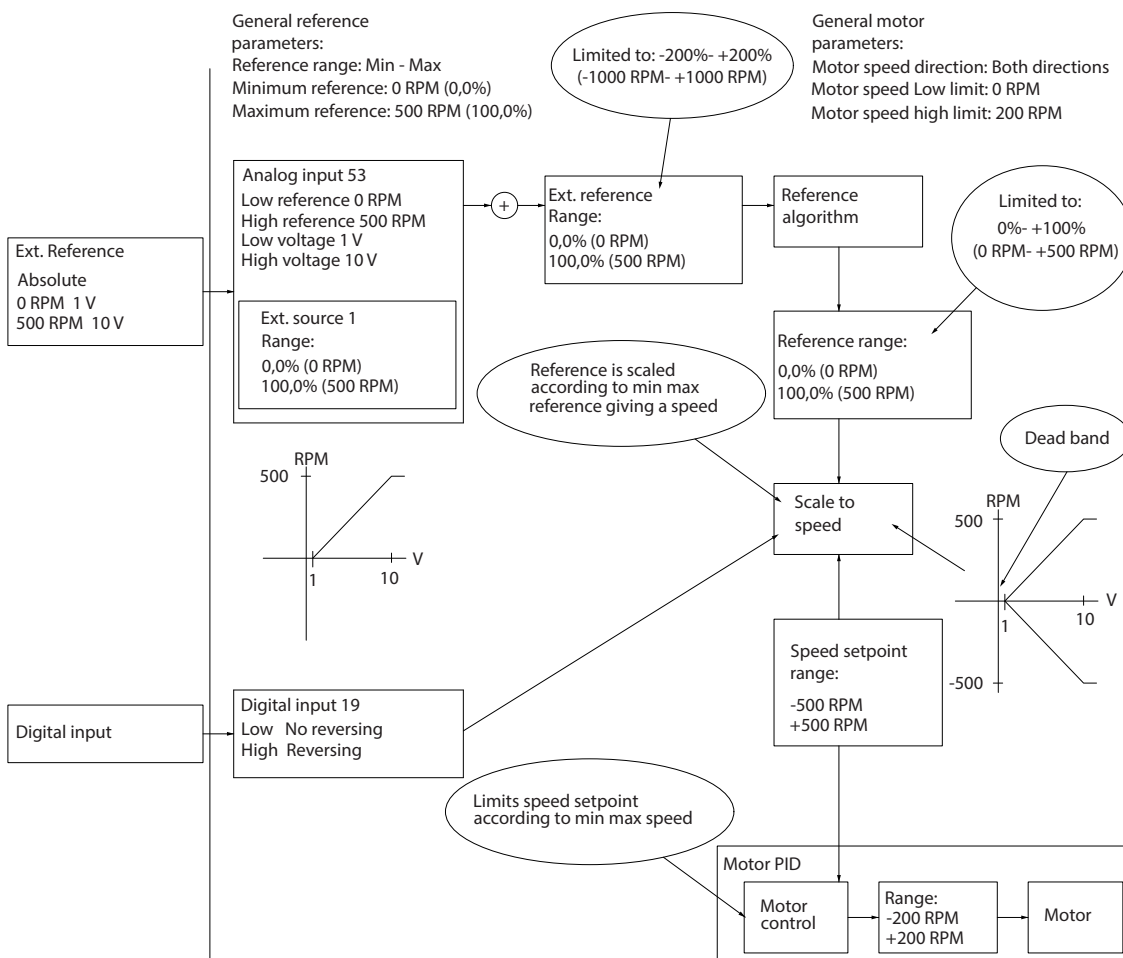 General reference
parameters:
Reference range: Min - Max
Minimum reference: 0 RPM (0,0%)
Maximum reference: 500 RPM (100,0%)
Limited to: -200%- +200%
(-1000 RPM- +1000 RPM)
General motor
parameters:
Motor speed direction: Both directions
Motor speed Low limit: 0 RPM
Motor speed high limit: 200 RPM
Ext. Reference
Absolute
0 RPM 1 V
500 RPM 10 V
Analog input 53
Low reference 0 RPM
High reference 500 RPM
Low voltage 1 V
High voltage 10 V
Ext. source 1
Range:
0,0% (0 RPM)
100,0% (500 RPM)
+
Ext. reference
Range:
0,0% (0 RPM)
100,0% (500 RPM)
Reference
algorithm
Limited to:
0%- +100%
(0 RPM- +500 RPM)
Reference range:
0,0% (0 RPM)
100,0% (500 RPM)
Reference is scaled
according to min max
reference giving a speed
RPM
500
V
1
10
Scale to
speed
Dead band
RPM
500
V
1
10
-500
Speed setpoint
range:
-500 RPM
+500 RPM
Digital input
Digital input 19
Low No reversing
High Reversing
Limits speed setpoint
according to min max speed
Motor PID
Motor
control
Range:
-200 RPM
+200 RPM
Motor